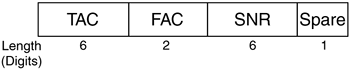 TAC FAC SNR Spare
Length 6 2 6 1
(Digits)